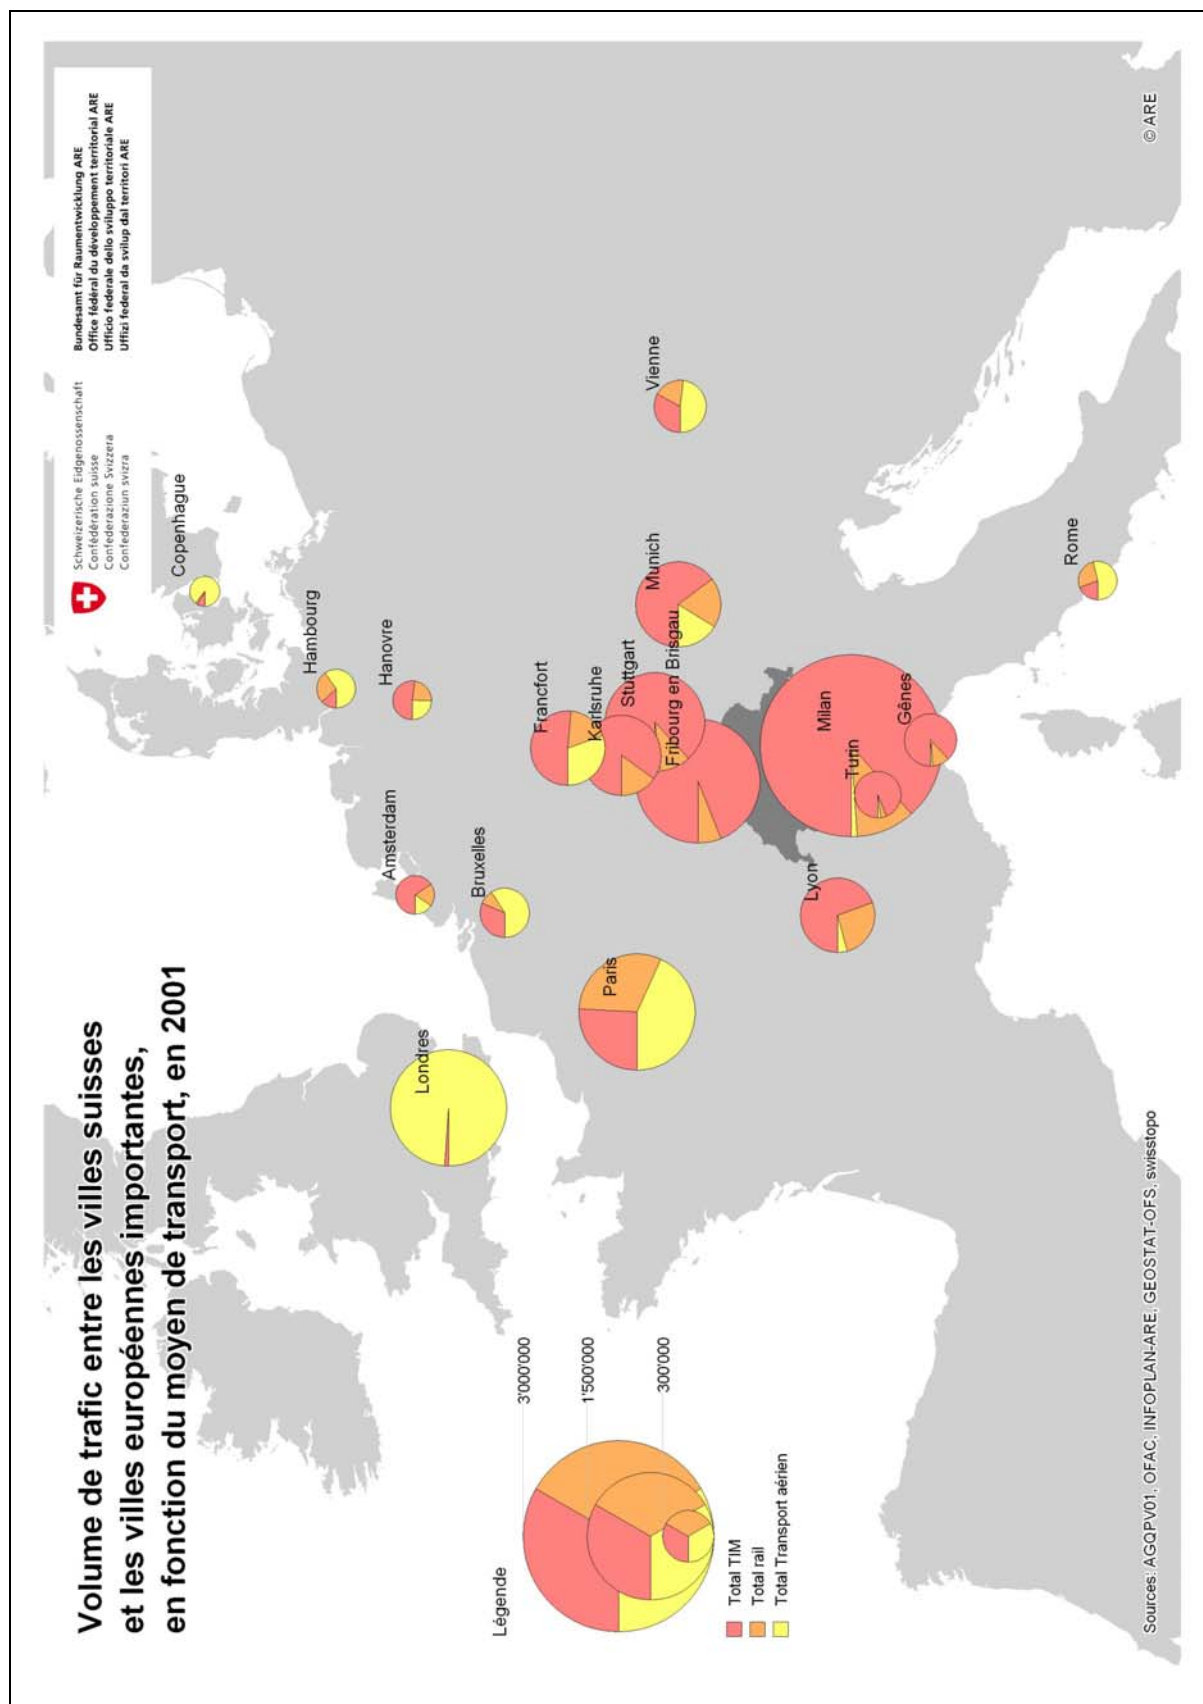 Volume de trafic entre les villes suisses
et les villes européennes importantes,
en fonction du moyen de transport, en 2001
Schweizerische Eidgenossenschaft
Confédération suisse
Confederazione Svizzera
Confederaziun svizra
Bundesamt für Raumentwicklung ARE
Office fédéral du développement territorial ARE
Ufficio federale dello sviluppo territoriale ARE
Uffizi federal da svilup dal territori ARE
Copenhague
Hambourg
Hanovre
Amsterdam
Bruxelles
Londres
Francfort
Karlsruhe
Stuttgart
Fribourg en Brisgau
Munich
Vienne
Paris
Lyon
Milan
Turin
Gênes
Rome
Légende
3'000'000
1'500'000
300'000
Total TIM
Total rail
Total Transport aérien
Sources: AGQPV01, OFAC, INFOPLAN-ARE, GEOSTAT-OFS, swisstopo
© ARE